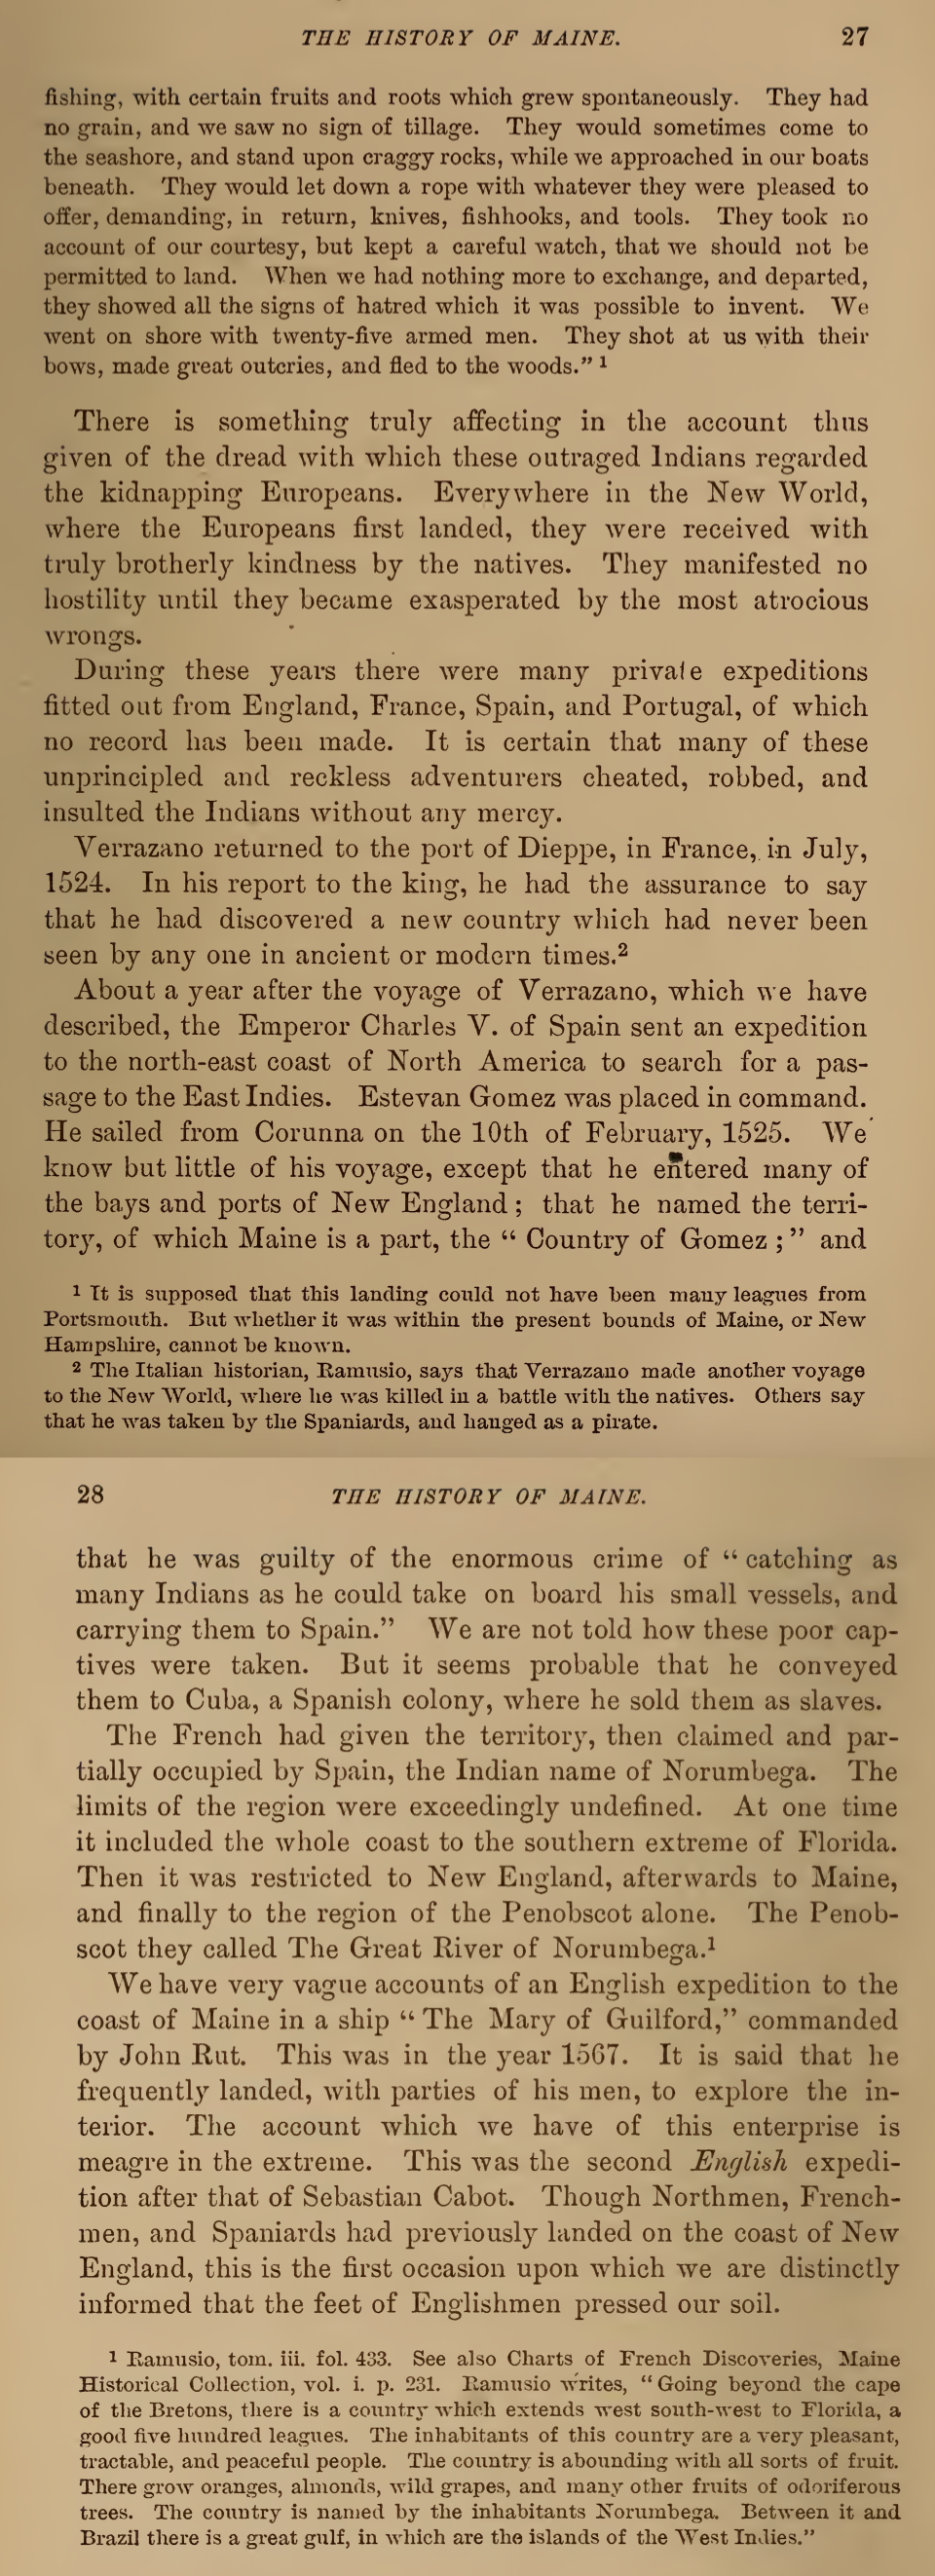 THE HISTORY OF MAINE. 27
fishing, with certain fruits and roots which grew spontaneously. They had
no grain, and we saw no sign of tillage. They would sometimes come to
the seashore, and stand upon craggy rocks, while we approached in our boats
beneath. They would let down a rope with whatever they were pleased to
offer, demanding, in return, knives, fishhooks, and tools. They took no
account of our courtesy, but kept a careful watch, that we should not be
permitted to land. When we had nothing more to exchange, and departed,
they showed all the signs of hatred which it was possible to invent. We
went on shore with twenty-five armed men. They shot at us with their
bows, made great outcries, and fled to the woods." 1
There is something truly affecting in the account thus
given of the dread with which these outraged Indians regarded
the kidnapping Europeans. Everywhere in the New World,
where the Europeans first landed, they were received with
truly brotherly kindness by the natives. They manifested no
hostility until they became exasperated by the most atrocious
wrongs.
During these years there were many private expeditions
fitted out from England, France, Spain, and Portugal, of which
no record has been made. It is certain that many of these
unprincipled and reckless adventurers cheated, robbed, and
insulted the Indians without any mercy.
Verrazano returned to the port of Dieppe, in France, in July,
1524. In his report to the king, he had the assurance to say
that he had discovered a new country which had never been
seen by any one in ancient or modern times.2
About a year after the voyage of Verrazano, which we have
described, the Emperor Charles V. of Spain sent an expedition
to the north-east coast of North America to search for a pas-
sage to the East Indies. Estevan Gomez was placed in command.
He sailed from Corunna on the 10th of February, 1525. We
know but little of his voyage, except that he entered many of
the bays and ports of New England; that he named the terri-
tory, of which Maine is a part, the "Country of Gomez;" and
1 It is supposed that this landing could not have been many leagues from
Portsmouth. But whether it was within the present bounds of Maine, or New
Hampshire, cannot be known.
2 The Italian historian, Ramusio, says that Verrazano made another voyage
to the New World, where he was killed in a battle with the natives. Others say
that he was taken by the Spaniards, and hanged as a pirate.
28 THE HISTORY OF MAINE.
that he was guilty of the enormous crime of "catching as
many Indians as he could take on board his small vessels, and
carrying them to Spain." We are not told how these poor cap-
tives were taken. But it seems probable that he conveyed
them to Cuba, a Spanish colony, where he sold them as slaves.
The French had given the territory, then claimed and par-
tially occupied by Spain, the Indian name of Norumbega. The
limits of the region were exceedingly undefined. At one time
it included the whole coast to the southern extreme of Florida.
Then it was restricted to New England, afterwards to Maine,
and finally to the region of the Penobscot alone. The Penob-
scot they called The Great River of Norumbega.1
We have very vague accounts of an English expedition to the
coast of Maine in a ship "The Mary of Guilford," commanded
by John Rut. This was in the year 1567. It is said that he
frequently landed, with parties of his men, to explore the in-
terior. The account which we have of this enterprise is
meagre in the extreme. This was the second English expedi-
tion after that of Sebastian Cabot. Though Northmen, French-
men, and Spaniards had previously landed on the coast of New
England, this is the first occasion upon which we are distinctly
informed that the feet of Englishmen pressed our soil.
1 Ramusio, tom. iii. fol. 433. See also Charts of French Discoveries, Maine
Historical Collection, vol. i. p. 231. Ramusio writes, "Going beyond the cape
of the Bretons, there is a country which extends west south-west to Florida, a
good five hundred leagues. The inhabitants of this country are a very pleasant,
tractable, and peaceful people. The country is abounding with all sorts of fruit.
There grow oranges, almonds, wild grapes, and many other fruits of odoriferous
trees. The country is named by the inhabitants Norumbega. Between it and
Brazil there is a great gulf, in which are the islands of the West Indies."